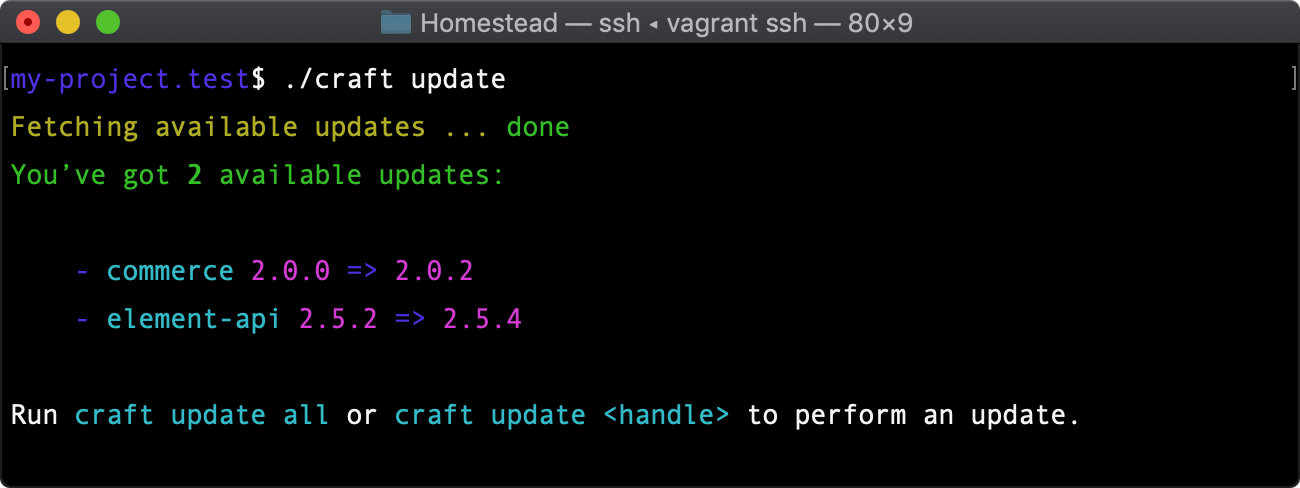 Homestead — ssh ◂ vagrant ssh — 80×9
[my-project.test$ ./craft update ]
Fetching available updates ... done
You’ve got 2 available updates:
- commerce 2.0.0 => 2.0.2
- element-api 2.5.2 => 2.5.4
Run craft update all or craft update <handle> to perform an update.